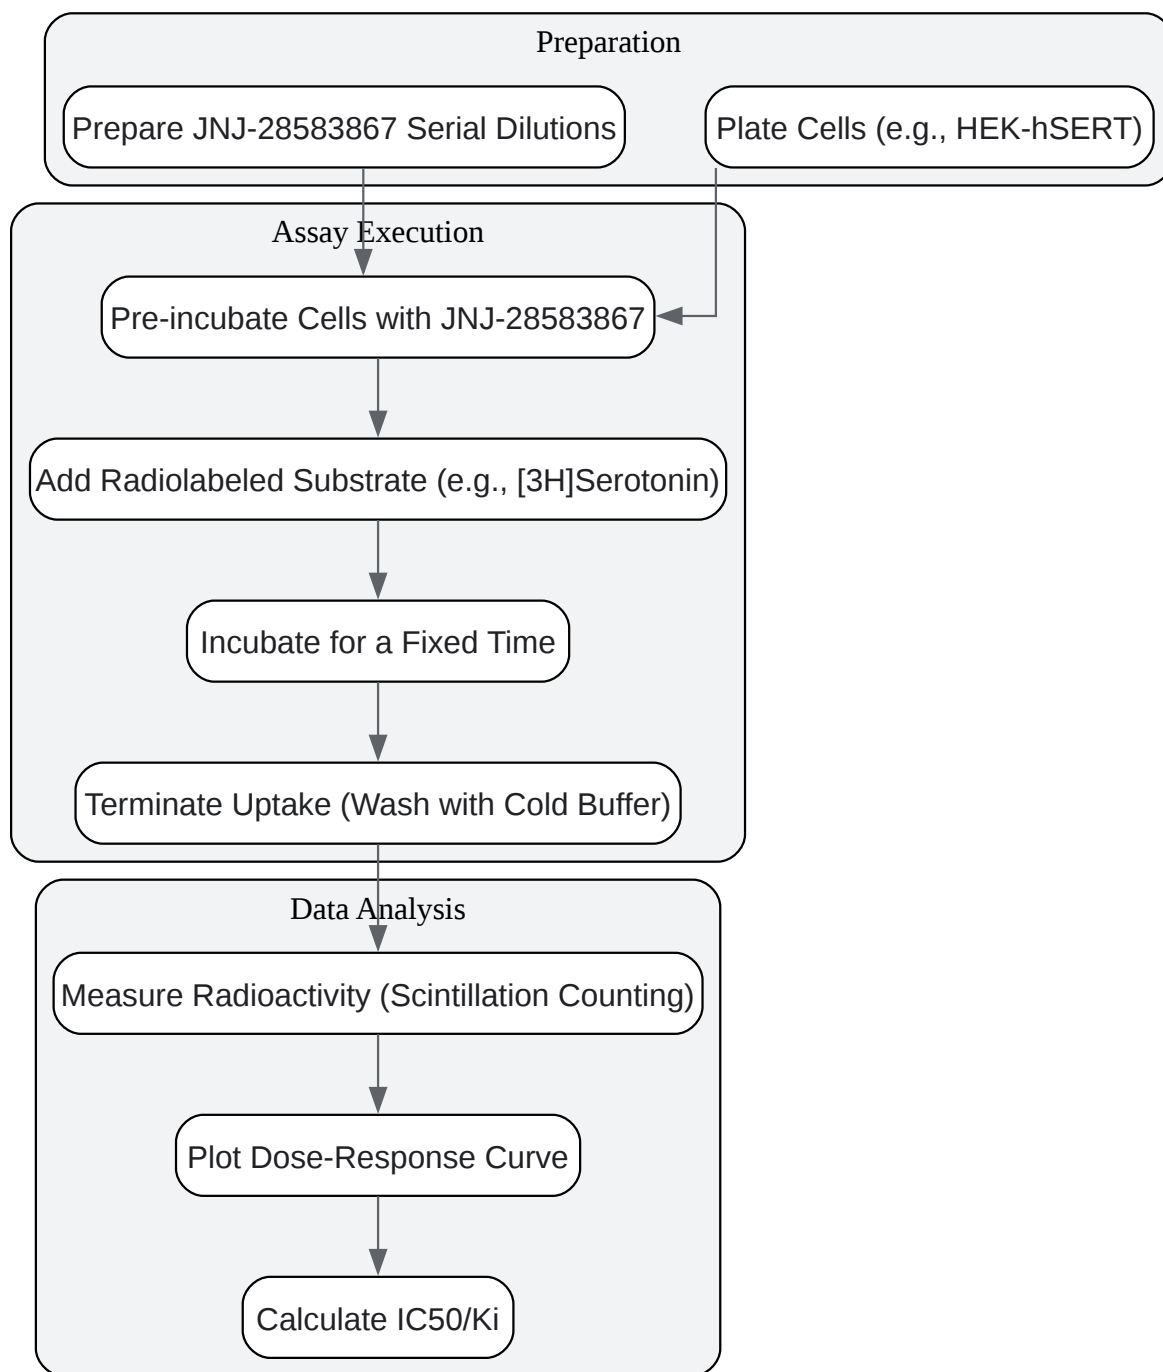 Preparation
Prepare JNJ-28583867 Serial Dilutions
Plate Cells (e.g., HEK-hSERT)
Assay Execution
Pre-incubate Cells with JNJ-28583867
Add Radiolabeled Substrate (e.g., [3H]Serotonin)
Incubate for a Fixed Time
Terminate Uptake (Wash with Cold Buffer)
Data Analysis
Measure Radioactivity (Scintillation Counting)
Plot Dose-Response Curve
Calculate IC50/Ki